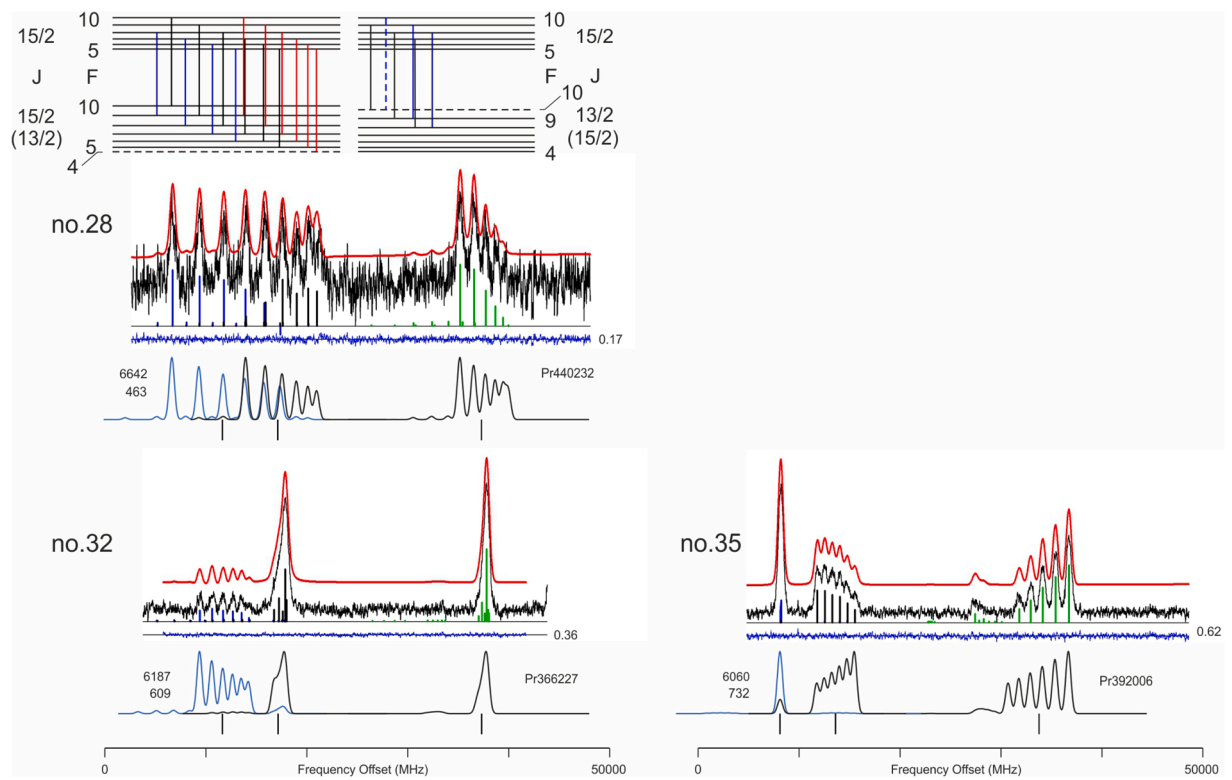 10 10
15/2 15/2
5 5
J F F J
10 10
15/2 9 13/2
(13/2) (15/2)
5 4
4
no.28
0.17
6642 Pr440232
463
no.32 no.35
0.36 0.62
6187 Pr366227 6060 Pr392006
609 732
0 Frequency Offset (MHz) 50000 0 Frequency Offset (MHz) 50000